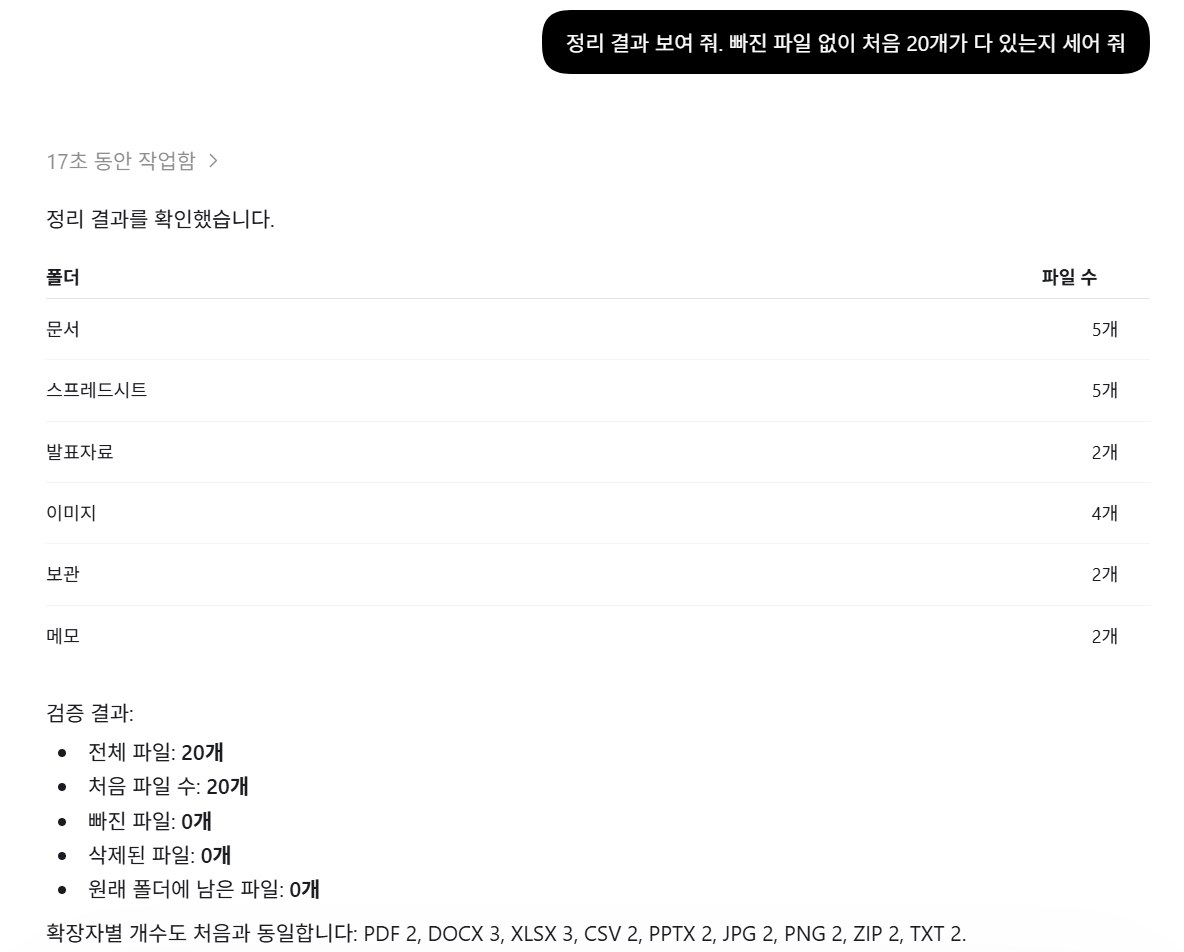 정리 결과 보여 줘. 빠진 파일 없이 처음 20개가 다 있는지 세어 줘
17초 동안 작업함
정리 결과를 확인했습니다.
폴더 파일 수
문서 5개
스프레드시트 5개
발표자료 2개
이미지 4개
보관 2개
메모 2개
검증 결과:
• 전체 파일: 20개
• 처음 파일 수: 20개
• 빠진 파일: 0개
• 삭제된 파일: 0개
• 원래 폴더에 남은 파일: 0개
확장자별 개수도 처음과 동일합니다: PDF 2, DOCX 3, XLSX 3, CSV 2, PPTX 2, JPG 2, PNG 2, ZIP 2, TXT 2.